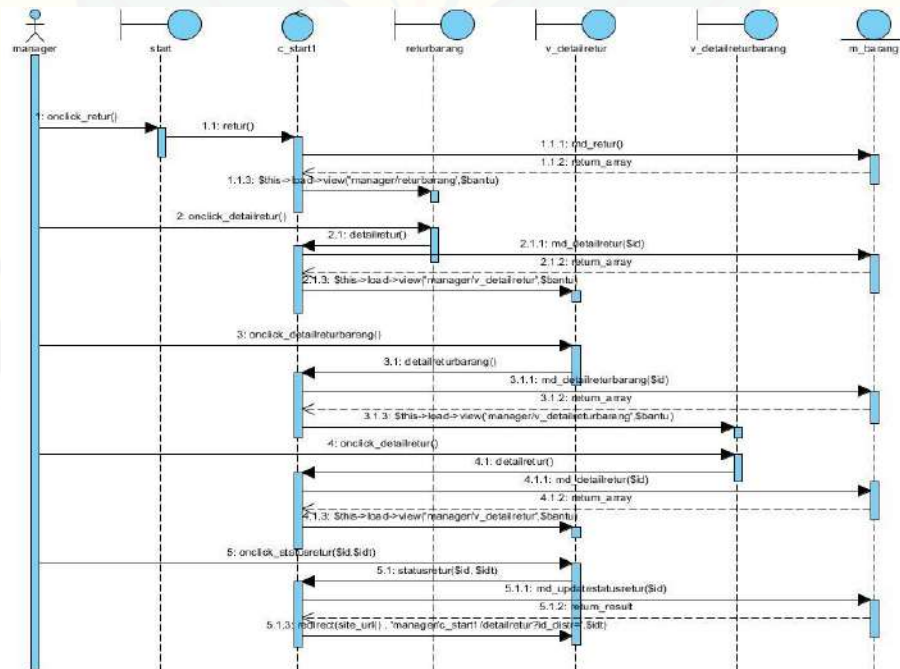 manager
start
c_start1
returbarang
v_detailretur
v_detailreturbarang
m_barang
1: onclick_retur()
1.1: retur()
1.1.1: md_retur()
1.1.2: return_array
1.1.3: $this->load->view("manager/returbarang",$bantu)
2: onclick_detailretur()
2.1: detailretur()
2.1.1: md_detailretur($id)
2.1.2: return_array
2.1.3: $this->load->view("manager/v_detailretur",$bantu)
3: onclick_detailreturbarang()
3.1: detailreturbarang()
3.1.1: md_detailreturbarang($id)
3.1.2: return_array
3.1.3: $this->load->view("manager/v_detailreturbarang",$bantu)
4: onclick_detailretur()
4.1: detailretur()
4.1.1: md_detailretur($id)
4.1.2: return_array
4.1.3: $this->load->view("manager/v_detailretur",$bantu)
5: onclick_statusretur($id,$idt)
5.1: statusretur($id, $idt)
5.1.1: md_updatestatusretur($id)
5.1.2: return_result
5.1.3: redirect(site_url() . "manager/c_start1/detailretur?id_distr=".$idt)